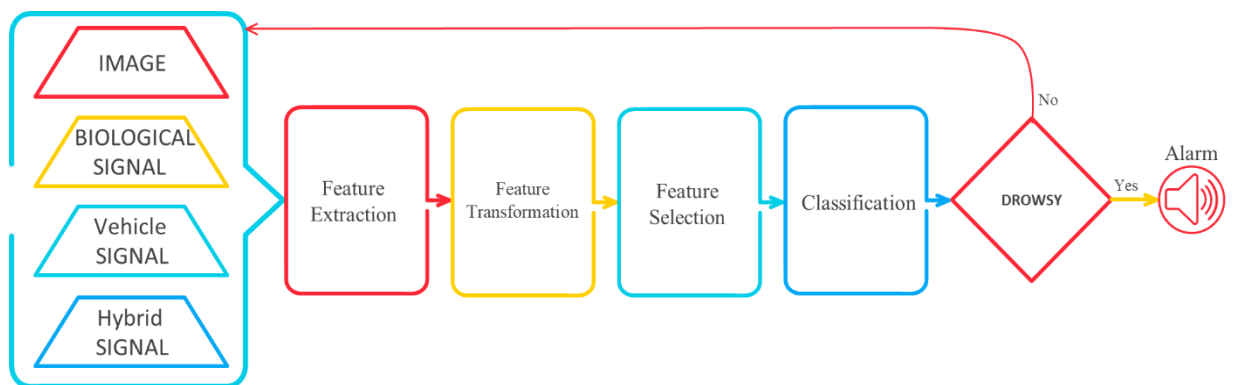 IMAGE
BIOLOGICAL
SIGNAL
Vehicle
SIGNAL
Hybrid
SIGNAL
Feature
Extraction
Feature
Transformation
Feature
Selection
Classification
DROWSY
No
Yes
Alarm